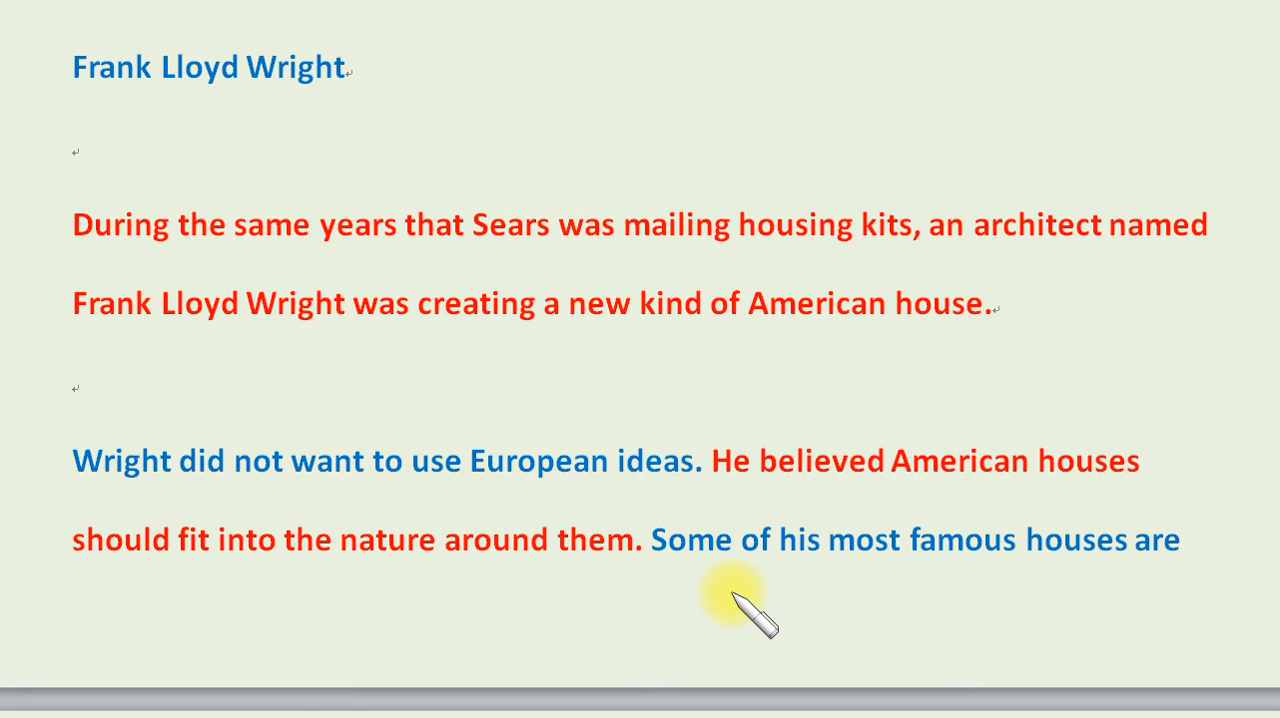 Frank Lloyd Wright
During the same years that Sears was mailing housing kits, an architect named
Frank Lloyd Wright was creating a new kind of American house.
Wright did not want to use European ideas. He believed American houses
should fit into the nature around them. Some of his most famous houses are